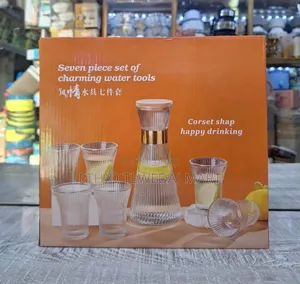 Seven piece set of
charming water tools
风情水具七件套
Corset shap
happy drinking